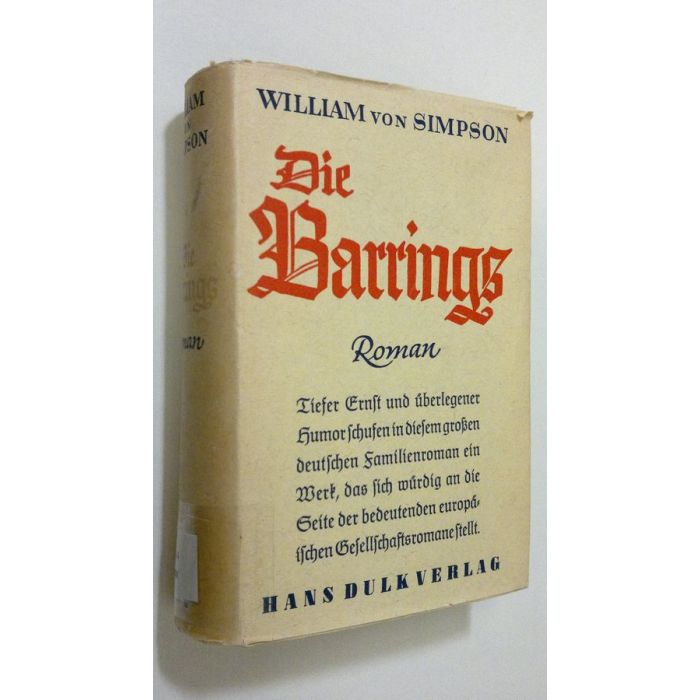 WILLIAM VON SIMPSON
Die
Barrings
Roman
Tiefer Ernst und überlegener
Humor schufen in diesem großen
deutschen Familienroman ein
Werk, das sich würdig an die
Seite der bedeutenden europä-
ischen Gesellschaftsromane stellt.
HANS DULK VERLAG